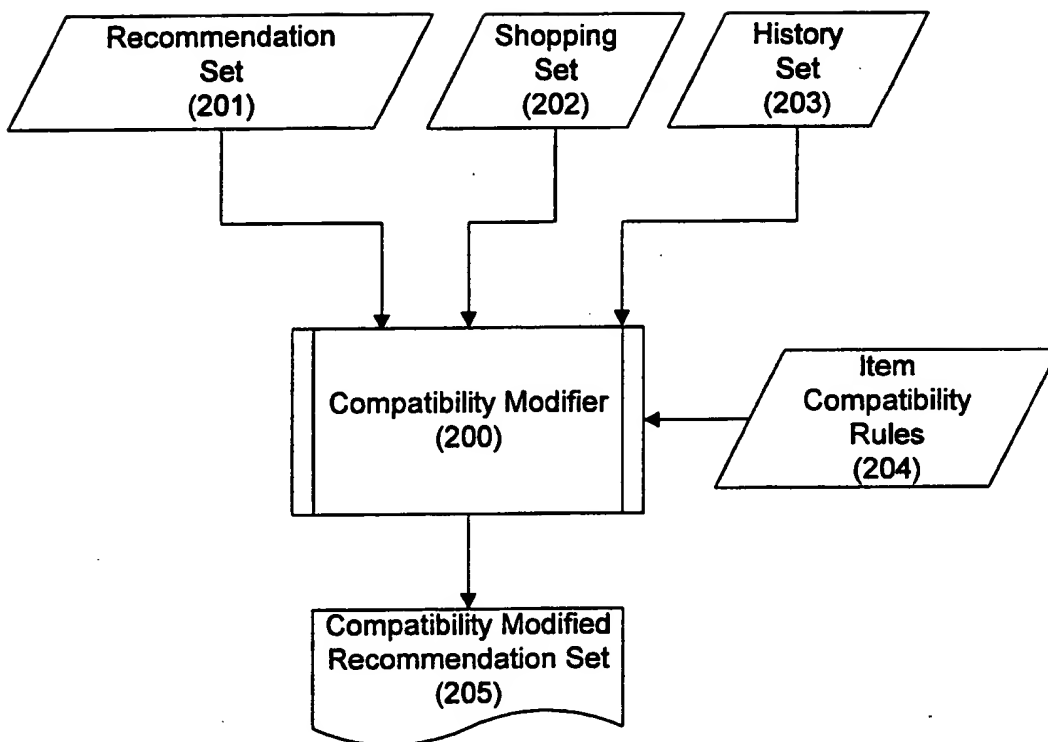 Recommendation
Set
(201)
Shopping
Set
(202)
History
Set
(203)
Compatibility Modifier
(200)
Item
Compatibility
Rules
(204)
Compatibility Modified
Recommendation Set
(205)